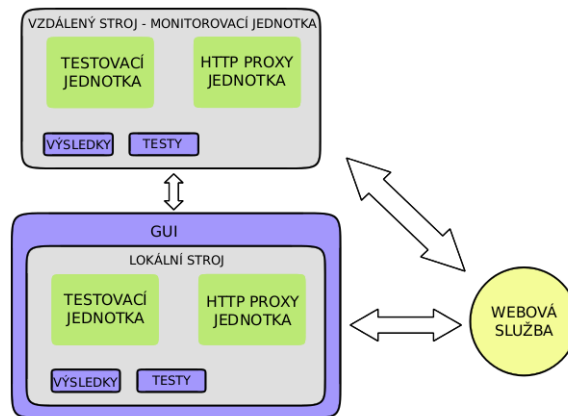 VZDÁLENÝ STROJ - MONITOROVACÍ JEDNOTKA
TESTOVACÍ
JEDNOTKA
HTTP PROXY
JEDNOTKA
VÝSLEDKY
TESTY
GUI
LOKÁLNÍ STROJ
TESTOVACÍ
JEDNOTKA
HTTP PROXY
JEDNOTKA
VÝSLEDKY
TESTY
WEBOVÁ
SLUŽBA